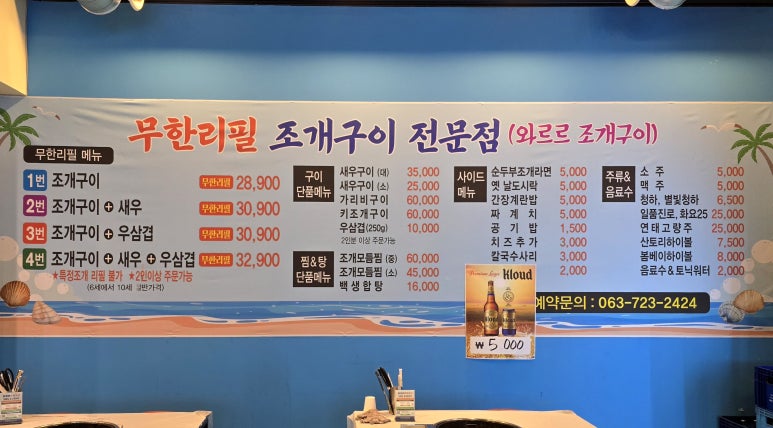 무한리필 조개구이 전문점 (와르르 조개구이)
무한리필 메뉴
1번 조개구이 무한리필 28,900
2번 조개구이 + 새우 무한리필 30,900
3번 조개구이 + 우삼겹 무한리필 30,900
4번 조개구이 + 새우 + 우삼겹 무한리필 32,900
★특정조개 리필 불가 ★2인이상 주문가능
(6세에서 10세 일반가격)
구이 단품메뉴
새우구이 (대) 35,000
새우구이 (소) 25,000
가리비구이 60,000
키조개구이 60,000
우삼겹(250g) 10,000
2인분 이상 주문가능
찜&탕 단품메뉴
조개모듬찜 (중) 60,000
조개모듬찜 (소) 45,000
백생합탕 16,000
사이드 메뉴
순두부조개라면 5,000
옛날도시락 5,000
간장계란밥 5,000
짜계치 5,000
공기밥 1,500
치즈추가 3,000
칼국수사리 3,000
2,000
주류& 음료수
소주 5,000
맥주 5,000
청하, 별빛청하 6,500
일품진로, 화요25 25,000
연태고량주 25,000
산토리하이볼 7,500
봄베이하이볼 8,000
음료수&토닉워터 2,000
예약문의 : 063-723-2424
Kloud
₩ 5 000